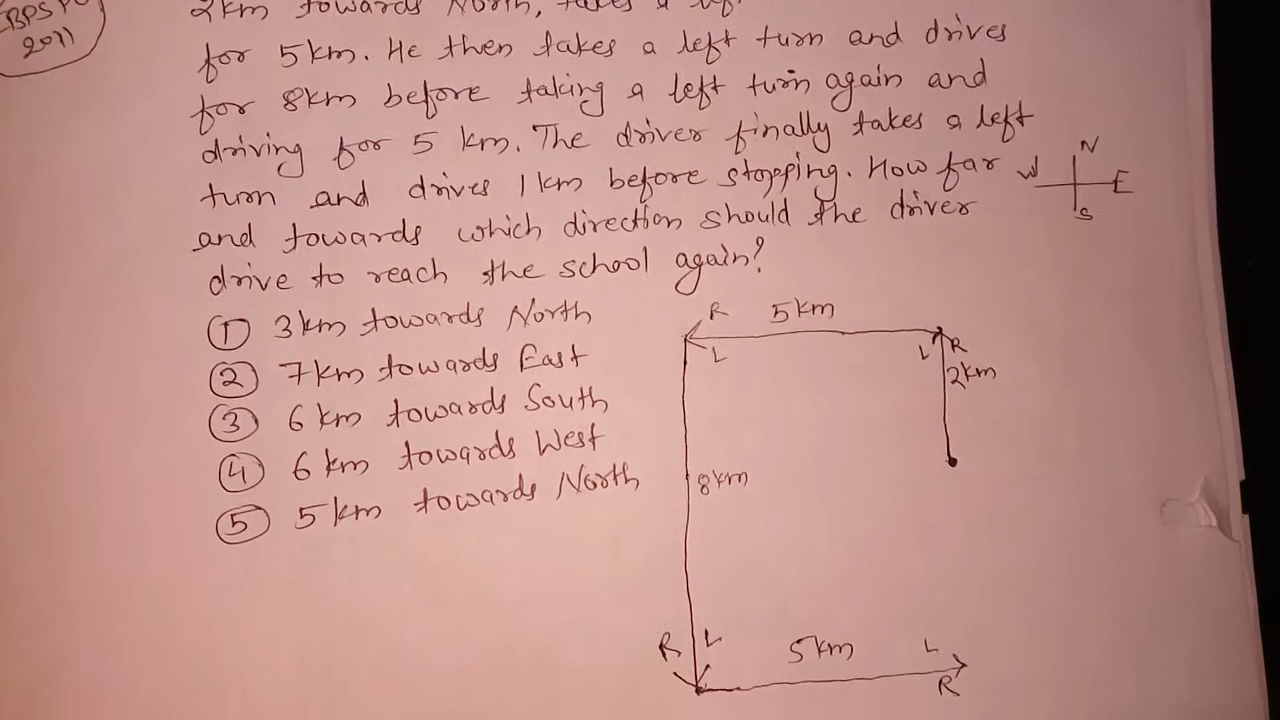 2km towards North, takes a
2011
for 5km. He then takes a left turn and drives
for 8km before taking a left turn again and
driving for 5 km. The driver finally takes a left
turn and drives 1km before stopping. How far
and towards which direction should the driver
drive to reach the school again?
N
W E
S
① 3km towards North
② 7km towards East
③ 6 km towards South
④ 6 km towards West
⑤ 5 km towards North
R 5km
L L R
2km
8km
R L 5km L
R